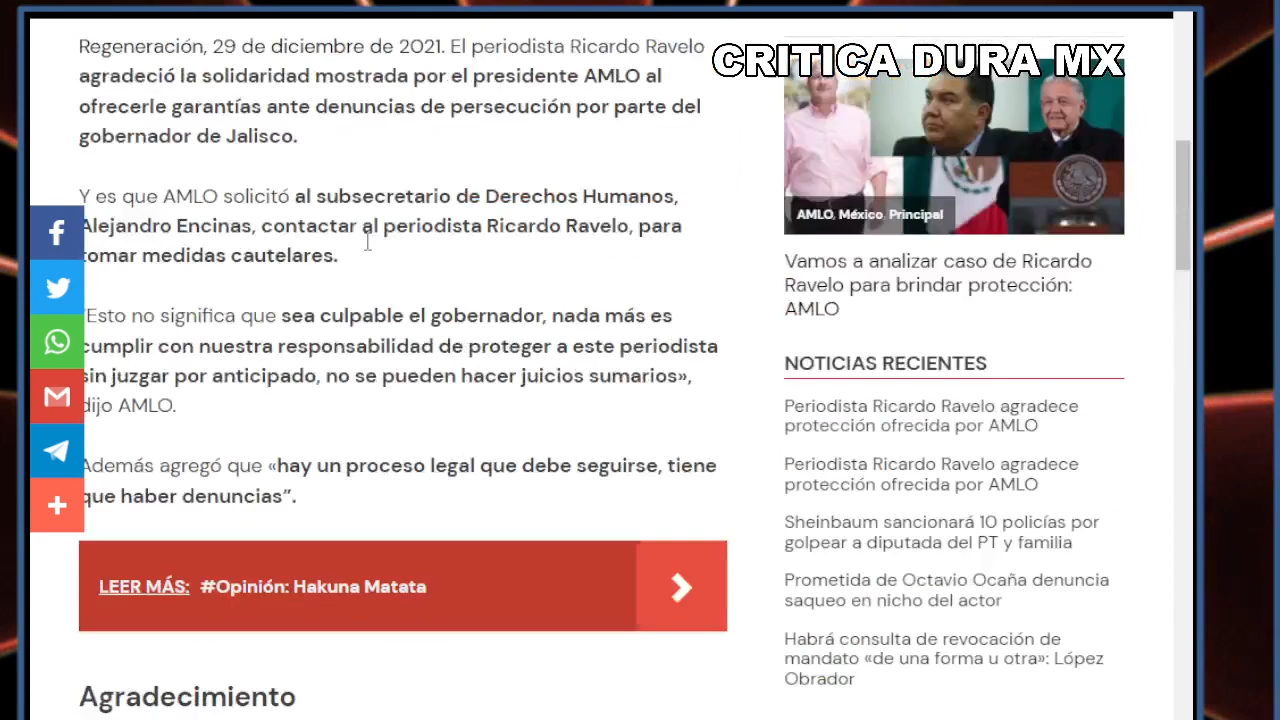 Regeneración, 29 de diciembre de 2021. El periodista Ricardo Ravelo
agradeció la solidaridad mostrada por el presidente AMLO al
ofrecerle garantías ante denuncias de persecución por parte del
gobernador de Jalisco.
Y es que AMLO solicitó al subsecretario de Derechos Humanos,
Alejandro Encinas, contactar al periodista Ricardo Ravelo, para
tomar medidas cautelares.
"Esto no significa que sea culpable el gobernador, nada más es
cumplir con nuestra responsabilidad de proteger a este periodista
sin juzgar por anticipado, no se pueden hacer juicios sumarios»,
dijo AMLO.
Además agregó que «hay un proceso legal que debe seguirse, tiene
que haber denuncias”.
LEER MÁS: #Opinión: Hakuna Matata
Agradecimiento
CRITICA DURA MX
AMLO, México, Principal
Vamos a analizar caso de Ricardo
Ravelo para brindar protección:
AMLO
NOTICIAS RECIENTES
Periodista Ricardo Ravelo agradece
protección ofrecida por AMLO
Periodista Ricardo Ravelo agradece
protección ofrecida por AMLO
Sheinbaum sancionará 10 policías por
golpear a diputada del PT y familia
Prometida de Octavio Ocaña denuncia
saqueo en nicho del actor
Habrá consulta de revocación de
mandato «de una forma u otra»: López
Obrador